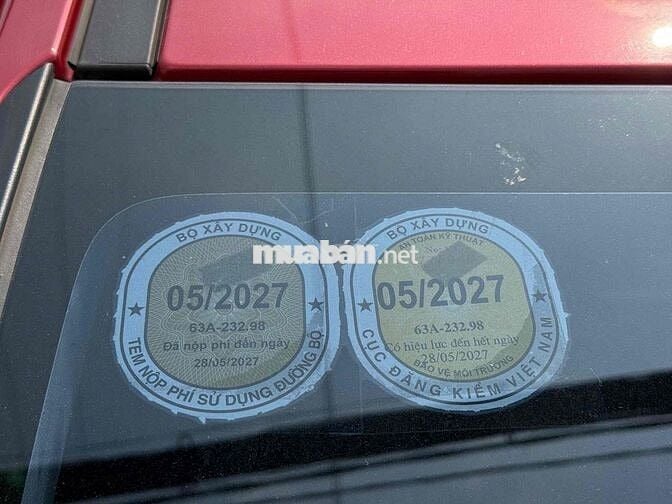 BỘ XÂY DỰNG
05/2027
63A-232.98
Đã nộp phí đến ngày
28/05/2027
TEM NỘP PHÍ SỬ DỤNG ĐƯỜNG BỘ
BỘ XÂY DỰNG
AN TOÀN KỸ THUẬT
05/2027
63A-232.98
Có hiệu lực đến hết ngày
28/05/2027
BẢO VỆ MÔI TRƯỜNG
CỤC ĐĂNG KIỂM VIỆT NAM
muaban.net